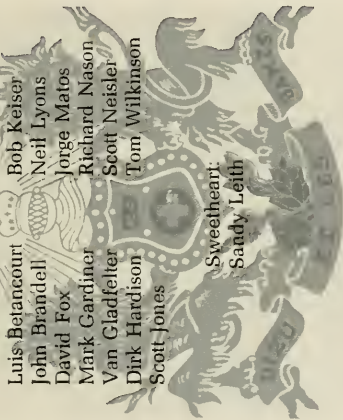 Luis Betancourt
John Brandell
David Fox
Mark Gardiner
Van Gladfelter
Dirk Hardison
Scott Jones
Bob Keiser
Neil Lyons
Jorge Matos
Richard Nason
Scott Neisler
Tom Wilkinson
Sweetheart:
Sandy Leith